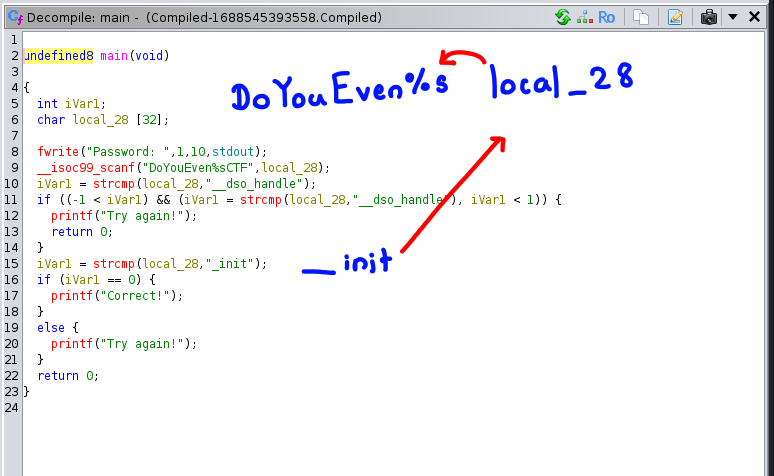 Decompile: main - (Compiled-1688545393558.Compiled)
Ro
1
2 undefined8 main(void)
3
4 {
5 int iVar1;
6 char local_28 [32];
7
8 fwrite("Password: ",1,10,stdout);
9 __isoc99_scanf("DoYouEven%sCTF",local_28);
10 iVar1 = strcmp(local_28,"__dso_handle");
11 if ((-1 < iVar1) && (iVar1 = strcmp(local_28,"__dso_handle"), iVar1 < 1)) {
12 printf("Try again!");
13 return 0;
14 }
15 iVar1 = strcmp(local_28,"_init");
16 if (iVar1 == 0) {
17 printf("Correct!");
18 }
19 else {
20 printf("Try again!");
21 }
22 return 0;
23 }
24
DoYouEven%s local_28
_init